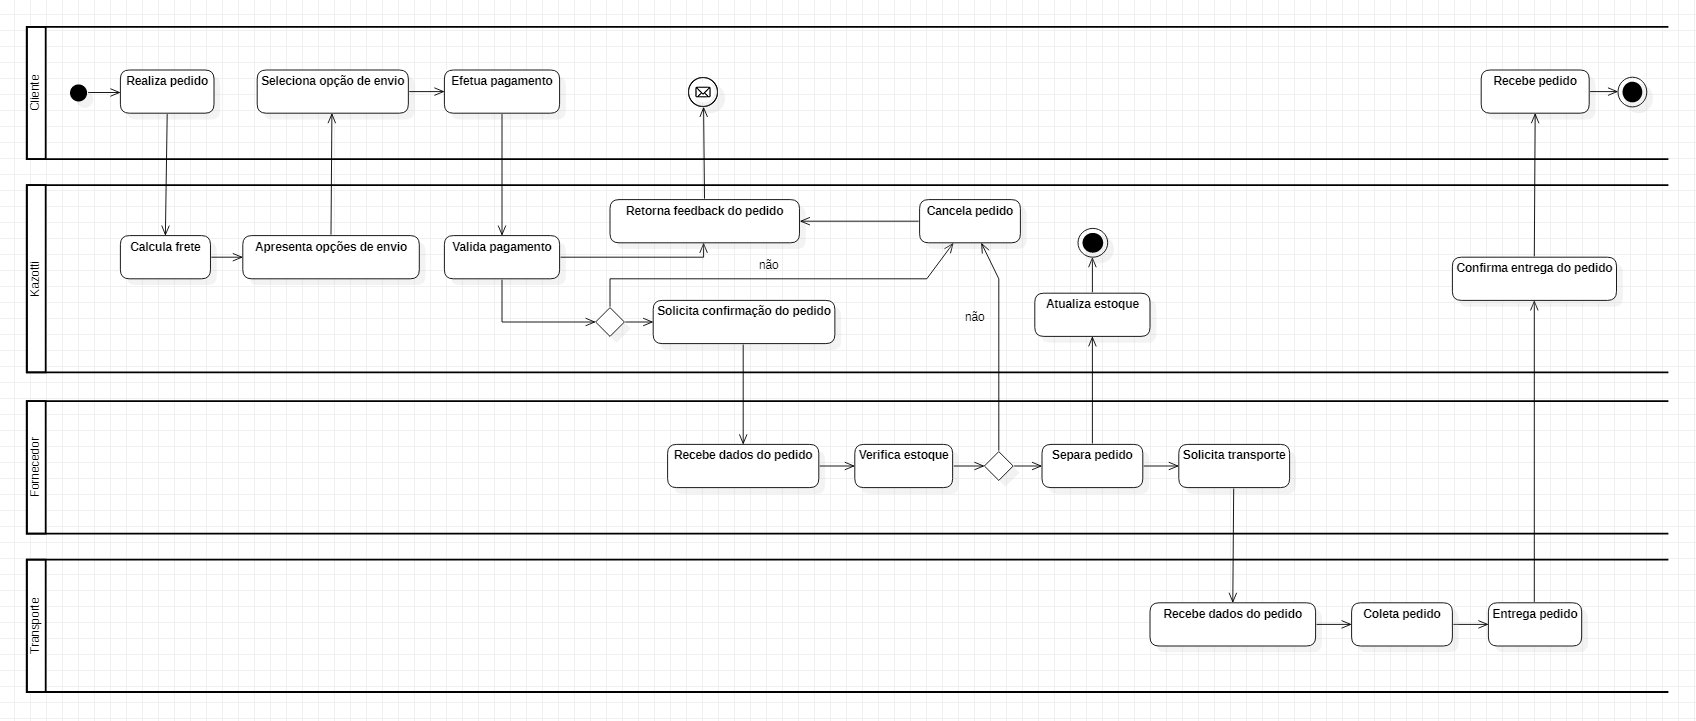 Cliente
Realiza pedido
Seleciona opção de envio
Efetua pagamento
Recebe pedido
Kazotti
Calcula frete
Apresenta opções de envio
Valida pagamento
Retorna feedback do pedido
Cancela pedido
não
Solicita confirmação do pedido
não
Atualiza estoque
Confirma entrega do pedido
Fornecedor
Recebe dados do pedido
Verifica estoque
Separa pedido
Solicita transporte
Transporte
Recebe dados do pedido
Coleta pedido
Entrega pedido